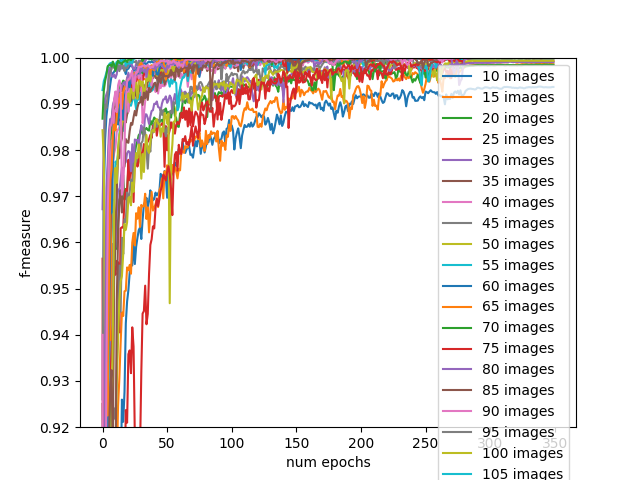 1.00
0.99
0.98
0.97
0.96
0.95
0.94
0.93
0.92
f-measure
0
50
100
150
200
250
300
350
num epochs
10 images
15 images
20 images
25 images
30 images
35 images
40 images
45 images
50 images
55 images
60 images
65 images
70 images
75 images
80 images
85 images
90 images
95 images
100 images
105 images